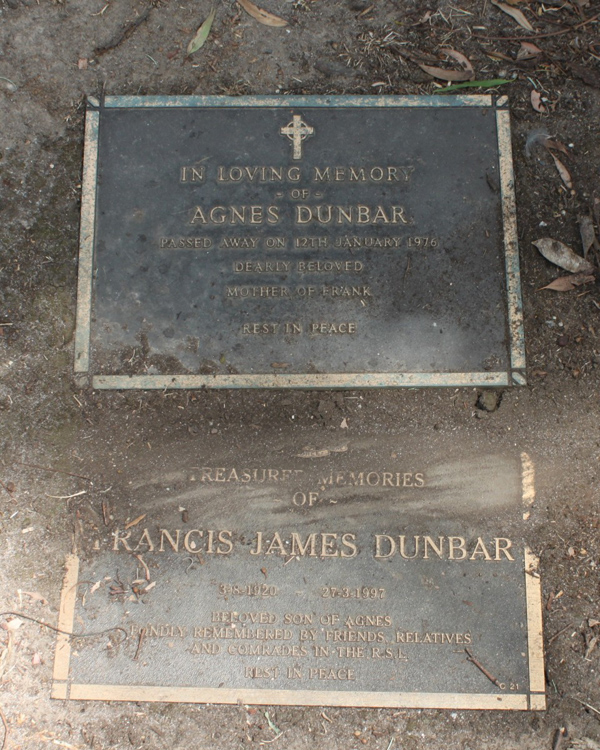 IN LOVING MEMORY
- OF -
AGNES DUNBAR
PASSED AWAY ON 12TH JANUARY 1976
DEARLY BELOVED
MOTHER OF FRANK
REST IN PEACE
TREASURED MEMORIES
- OF -
FRANCIS JAMES DUNBAR
3-8-1920 27-3-1997
BELOVED SON OF AGNES
FONDLY REMEMBERED BY FRIENDS, RELATIVES
AND COMRADES IN THE R.S.L.
REST IN PEACE
C 21